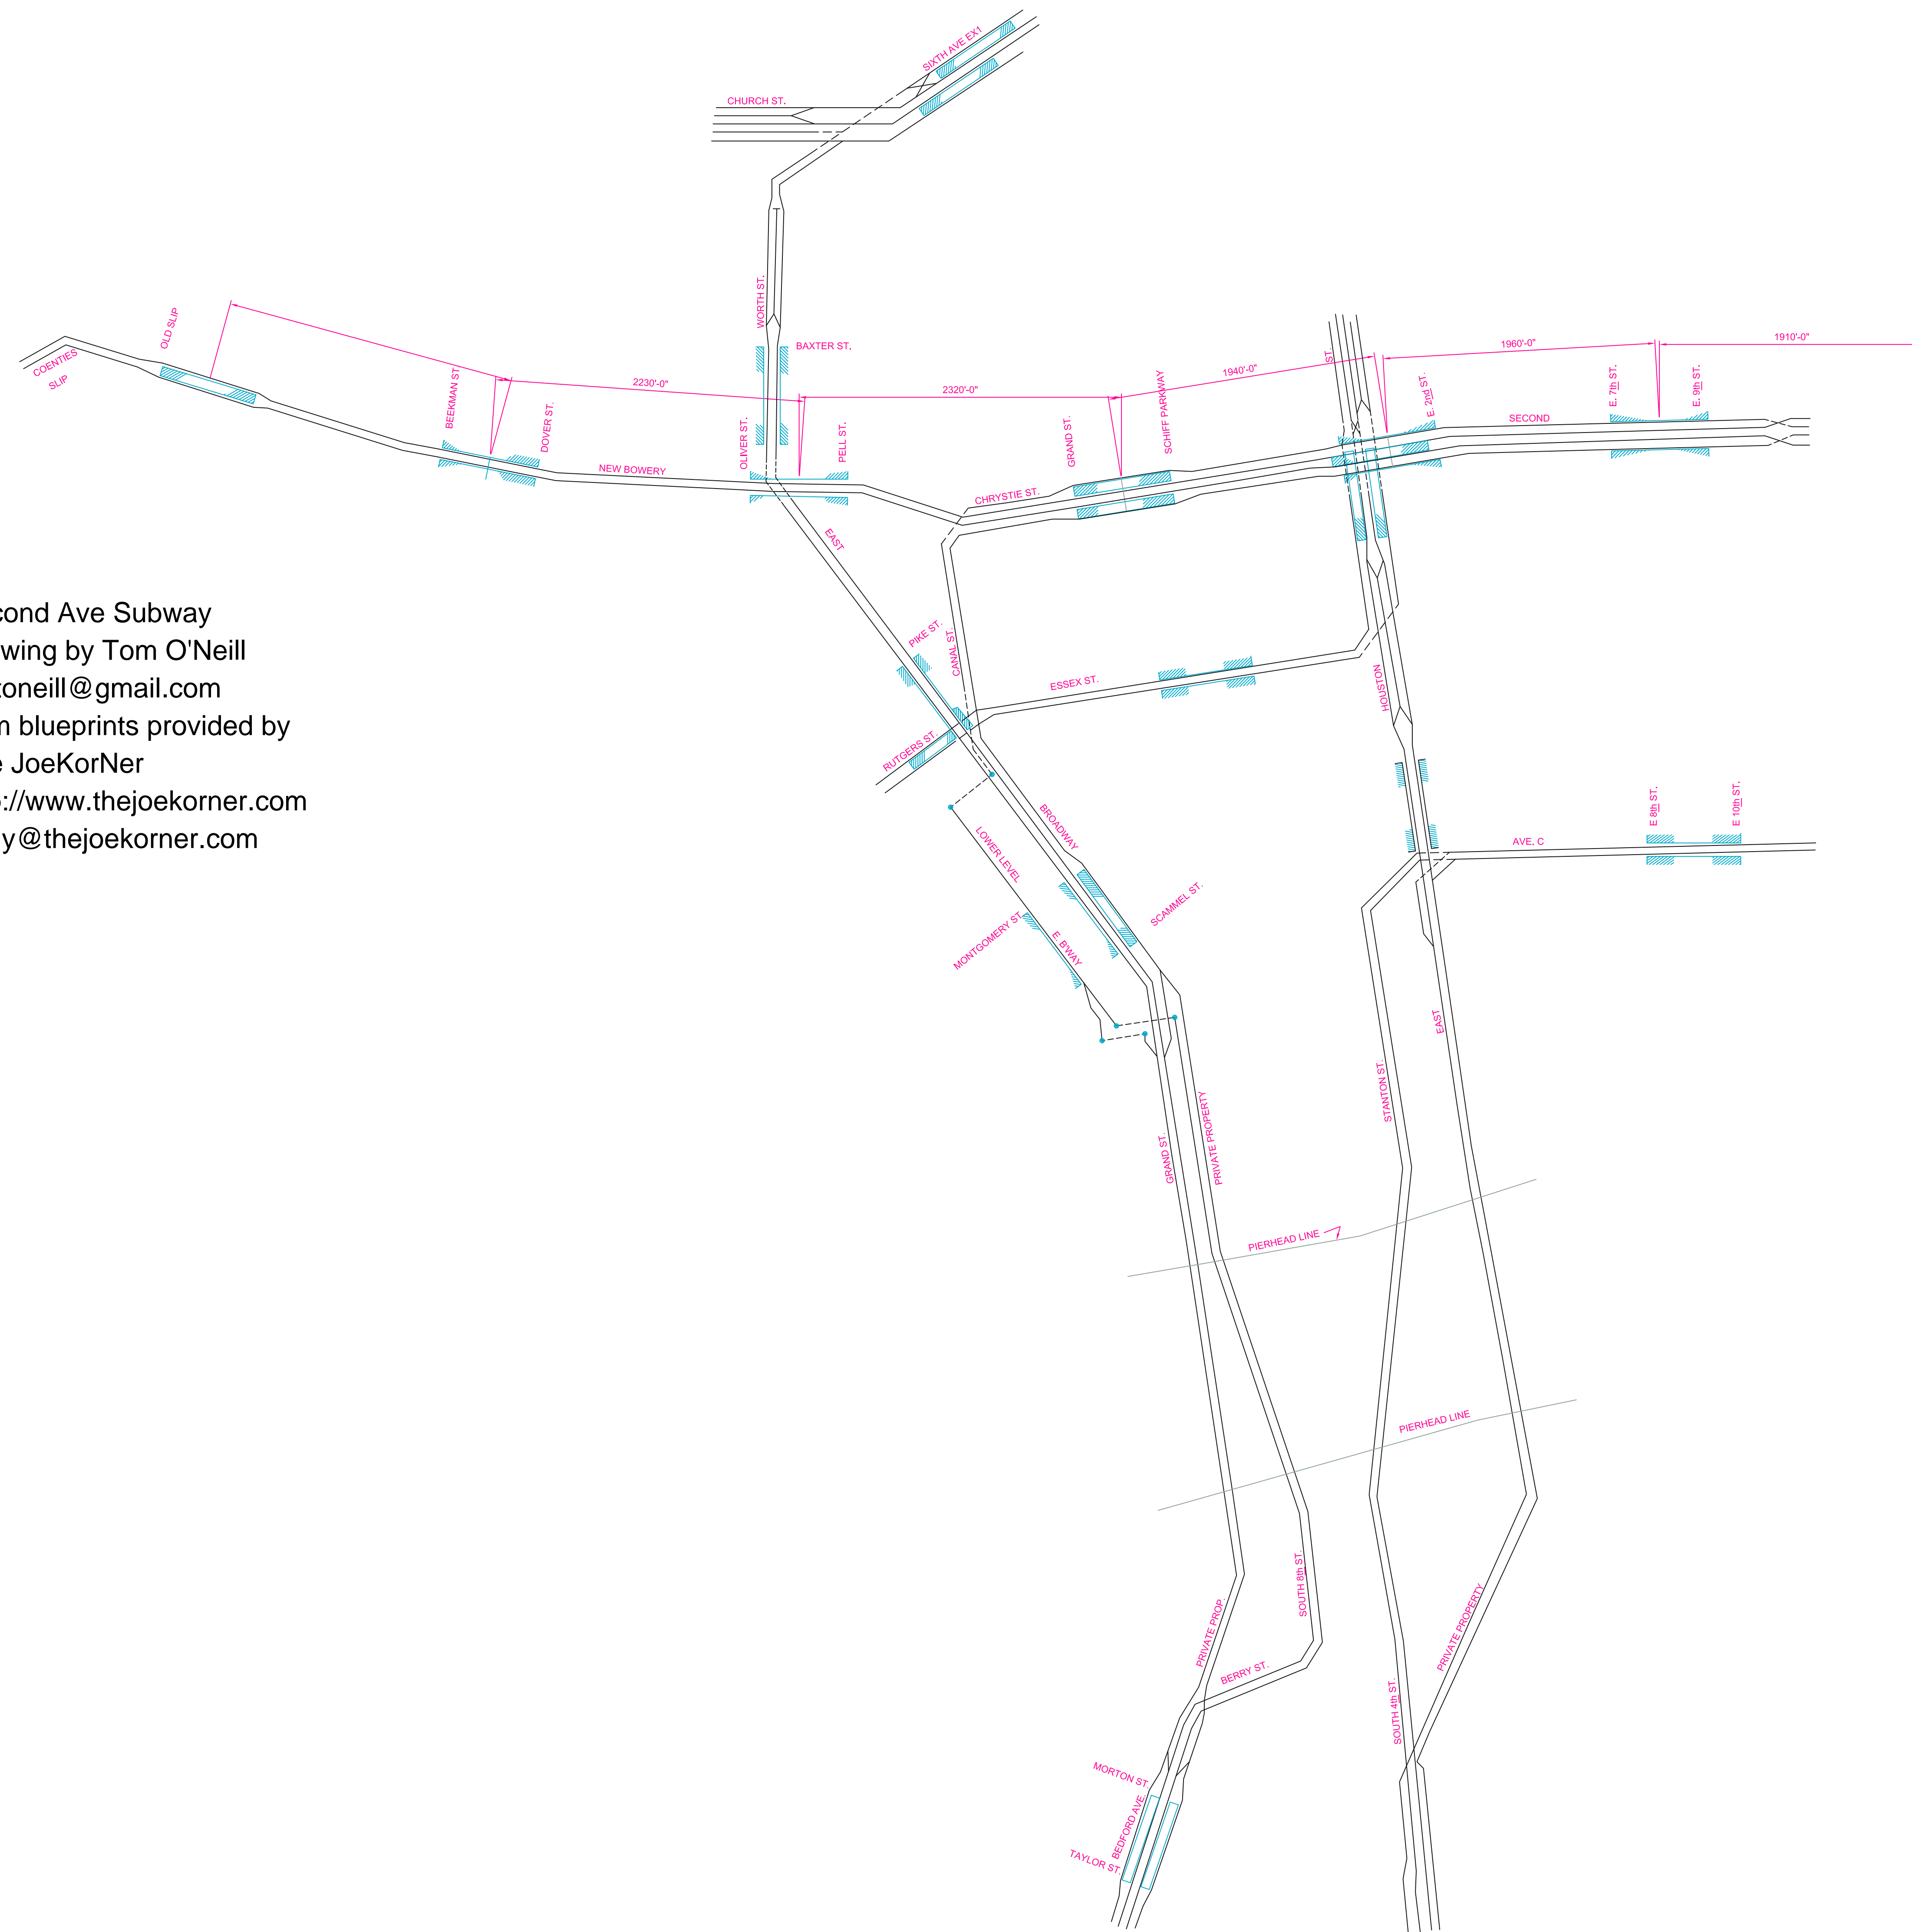 SIXTH AVE EX1
CHURCH ST.
WORTH ST.
BAXTER ST.
OLD SLIP
COENTIES
SLIP
BEEKMAN ST
DOVER ST.
2230'-0"
2320'-0"
1940'-0"
1960'-0"
1910'-0"
NEW BOWERY
OLIVER ST.
PELL ST.
GRAND ST.
SCHIFF PARKWAY
CHRYSTIE ST.
ST.
E. 2nd ST.
SECOND
E. 7th ST.
E. 9th ST.
EAST
PIKE ST.
CANAL ST.
ESSEX ST.
RUTGERS ST.
HOUSTON
cond Ave Subway
wing by Tom O'Neill
toneill@gmail.com
m blueprints provided by
e JoeKorNer
://www.thejoekorner.com
y@thejoekorner.com
BROADWAY
LOWER LEVEL
MONTGOMERY ST.
E. B'WAY
SCAMMEL ST.
AVE. C
E 8th ST.
E 10th ST.
EAST
STANTON ST.
GRAND ST.
PRIVATE PROPERTY
PIERHEAD LINE
PIERHEAD LINE
SOUTH 8th ST.
PRIVATE PROP.
BERRY ST.
PRIVATE PROPERTY
SOUTH 4th ST.
MORTON ST.
BEDFORD AVE.
TAYLOR ST.